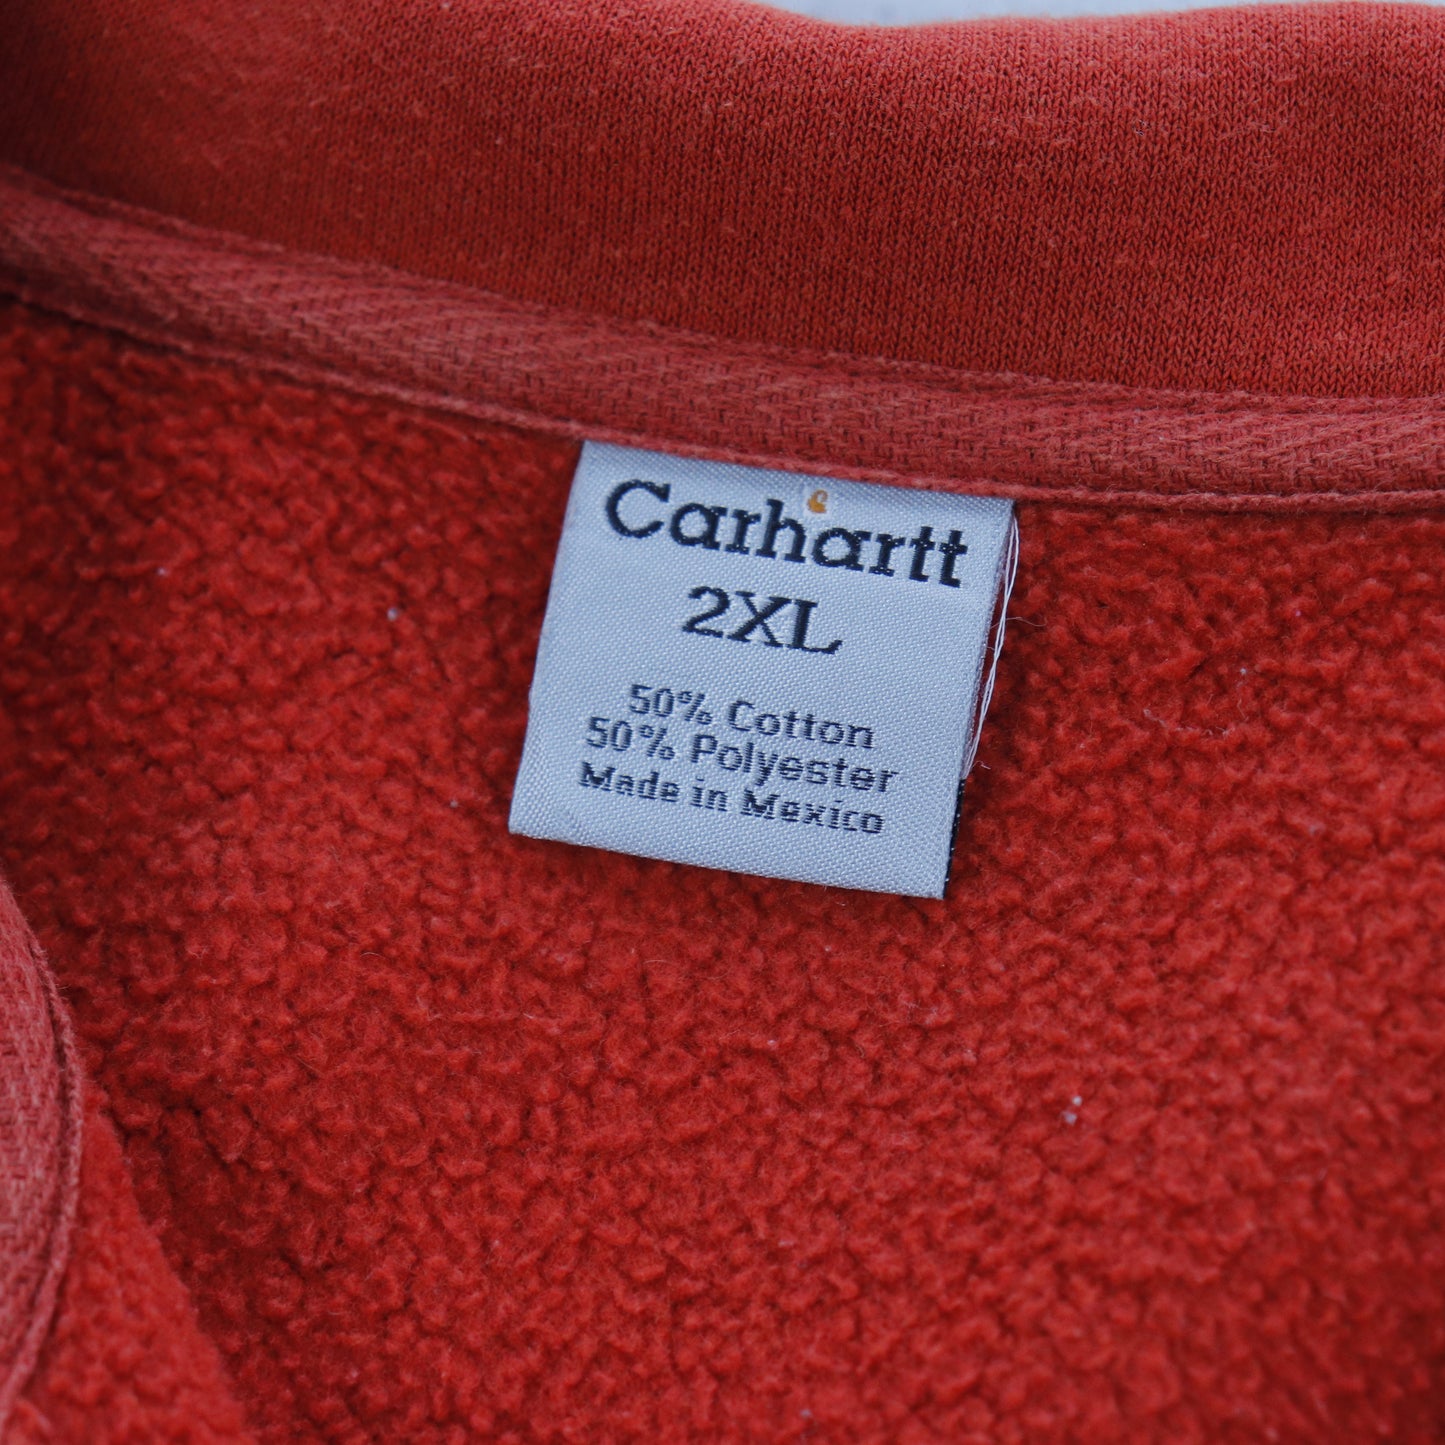 Carhartt
2XL
50% Cotton
50% Polyester
Made in Mexico